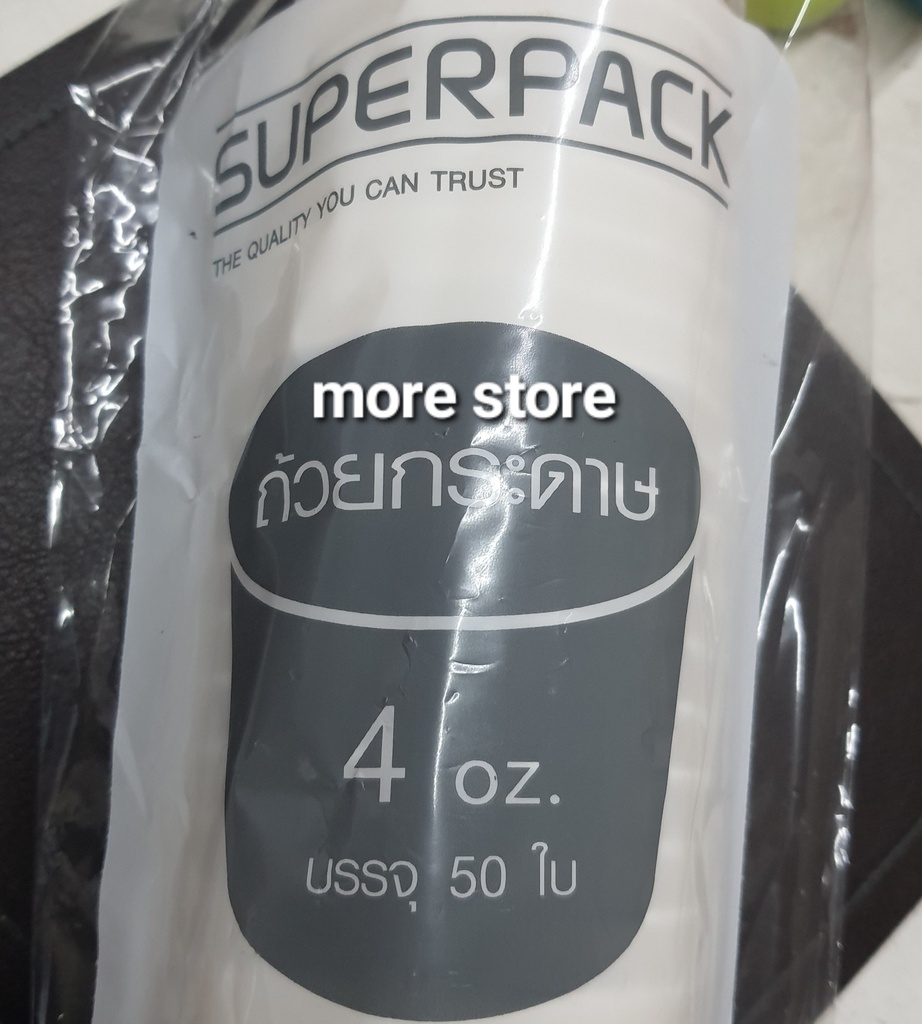 SUPERPACK
THE QUALITY YOU CAN TRUST
more store
ถ้วยกระดาษ
4 oz.
บรรจุ 50 ใบ